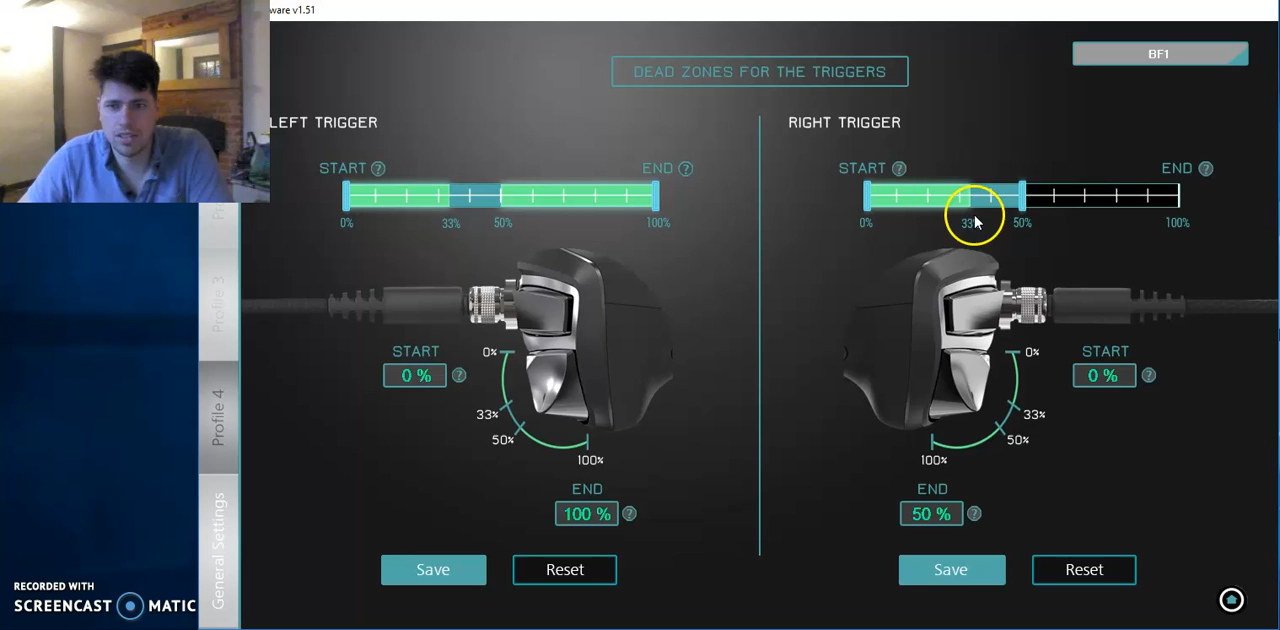 ware v1.51
BF1
DEAD ZONES FOR THE TRIGGERS
LEFT TRIGGER
START ?
END ?
0%
33%
50%
100%
START
0 %
?
0%
33%
50%
100%
END
100 %
?
Save
Reset
RIGHT TRIGGER
START ?
END ?
0%
33
50%
100%
START
0 %
?
0%
33%
50%
100%
END
50 %
?
Save
Reset
Profile 3
Profile 4
General Settings
RECORDED WITH
SCREENCAST MATIC